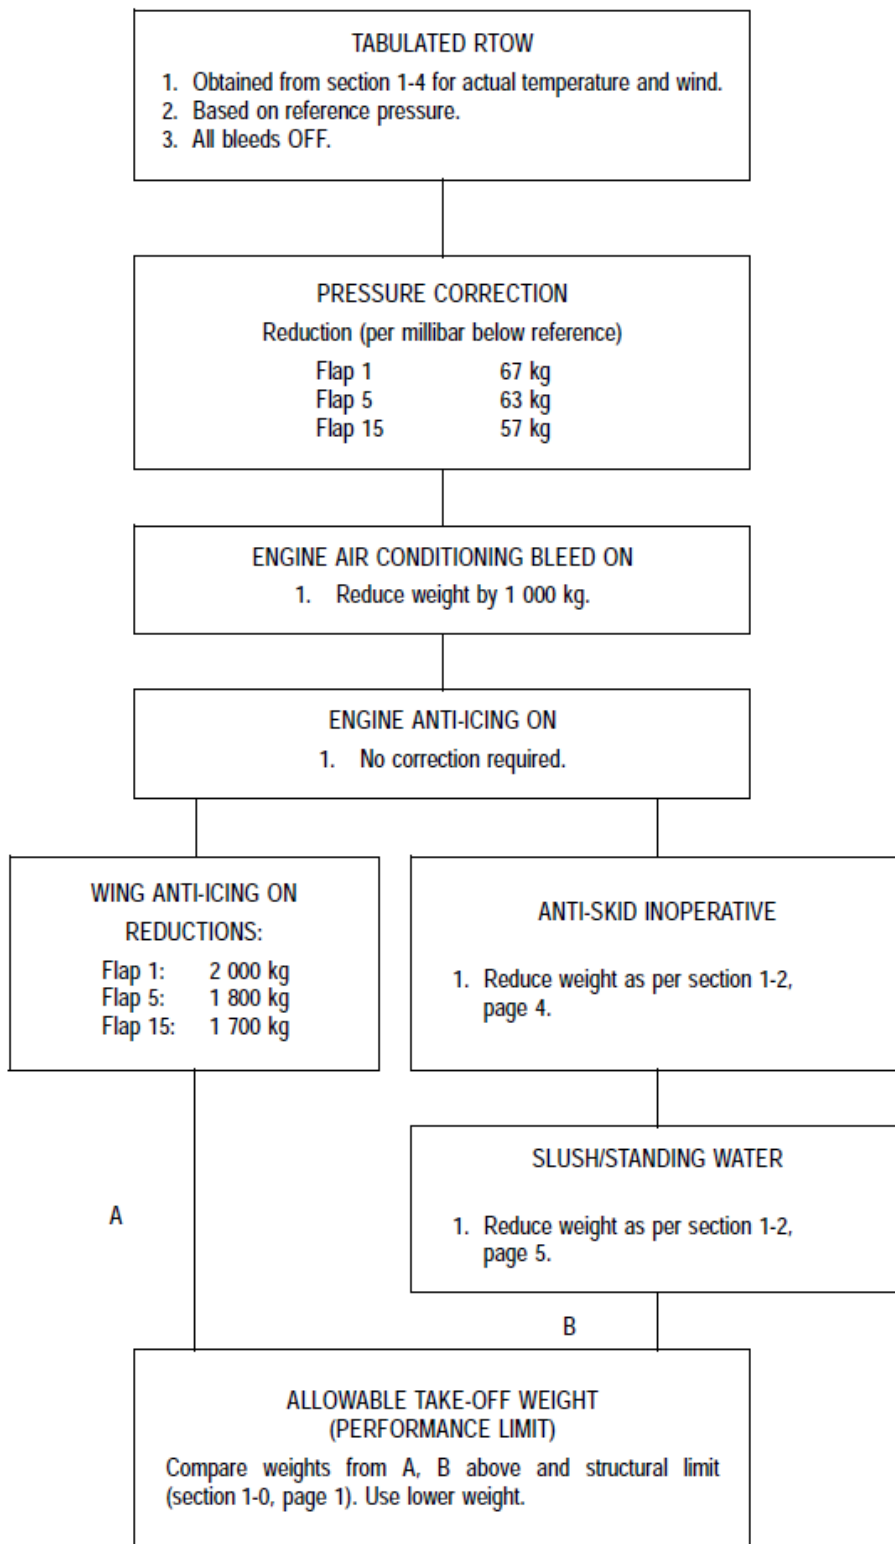 TABULATED RTOW
1. Obtained from section 1-4 for actual temperature and wind.
2. Based on reference pressure.
3. All bleeds OFF.
PRESSURE CORRECTION
Reduction (per millibar below reference)
Flap 1 67 kg
Flap 5 63 kg
Flap 15 57 kg
ENGINE AIR CONDITIONING BLEED ON
1. Reduce weight by 1 000 kg.
ENGINE ANTI-ICING ON
1. No correction required.
WING ANTI-ICING ON
REDUCTIONS:
Flap 1: 2 000 kg
Flap 5: 1 800 kg
Flap 15: 1 700 kg
ANTI-SKID INOPERATIVE
1. Reduce weight as per section 1-2,
page 4.
SLUSH/STANDING WATER
1. Reduce weight as per section 1-2,
page 5.
A
B
ALLOWABLE TAKE-OFF WEIGHT
(PERFORMANCE LIMIT)
Compare weights from A, B above and structural limit
(section 1-0, page 1). Use lower weight.